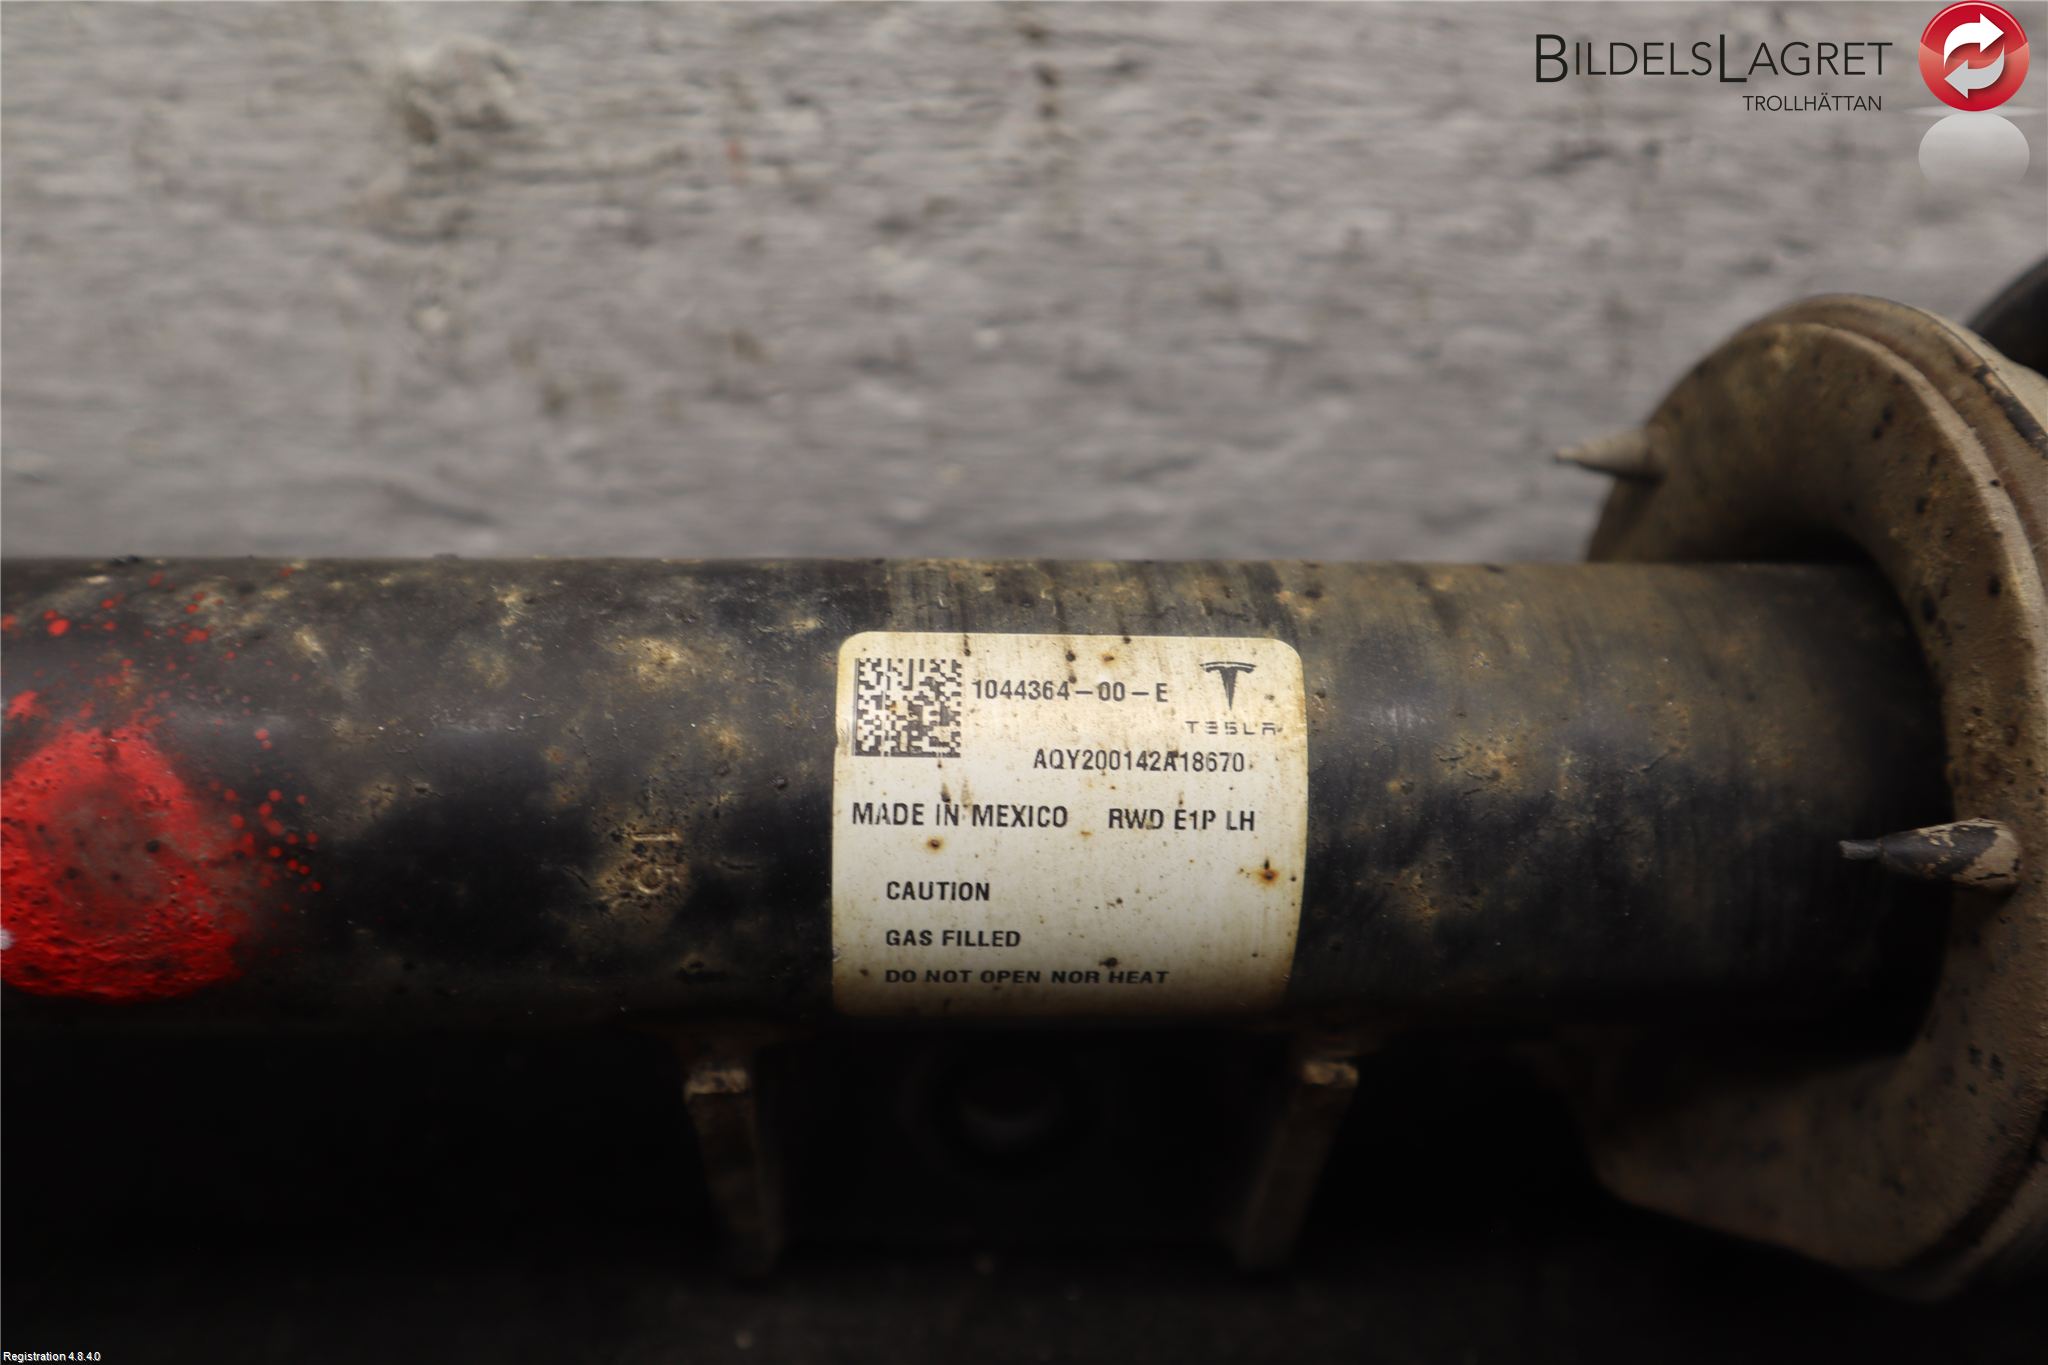 BILDELSLAGRET
TROLLHÄTTAN
1044364-00-E
TESLA
AQY200142A18670
MADE IN MEXICO RWD E1P LH
CAUTION
GAS FILLED
DO NOT OPEN NOR HEAT
Registration 4.8.4.0